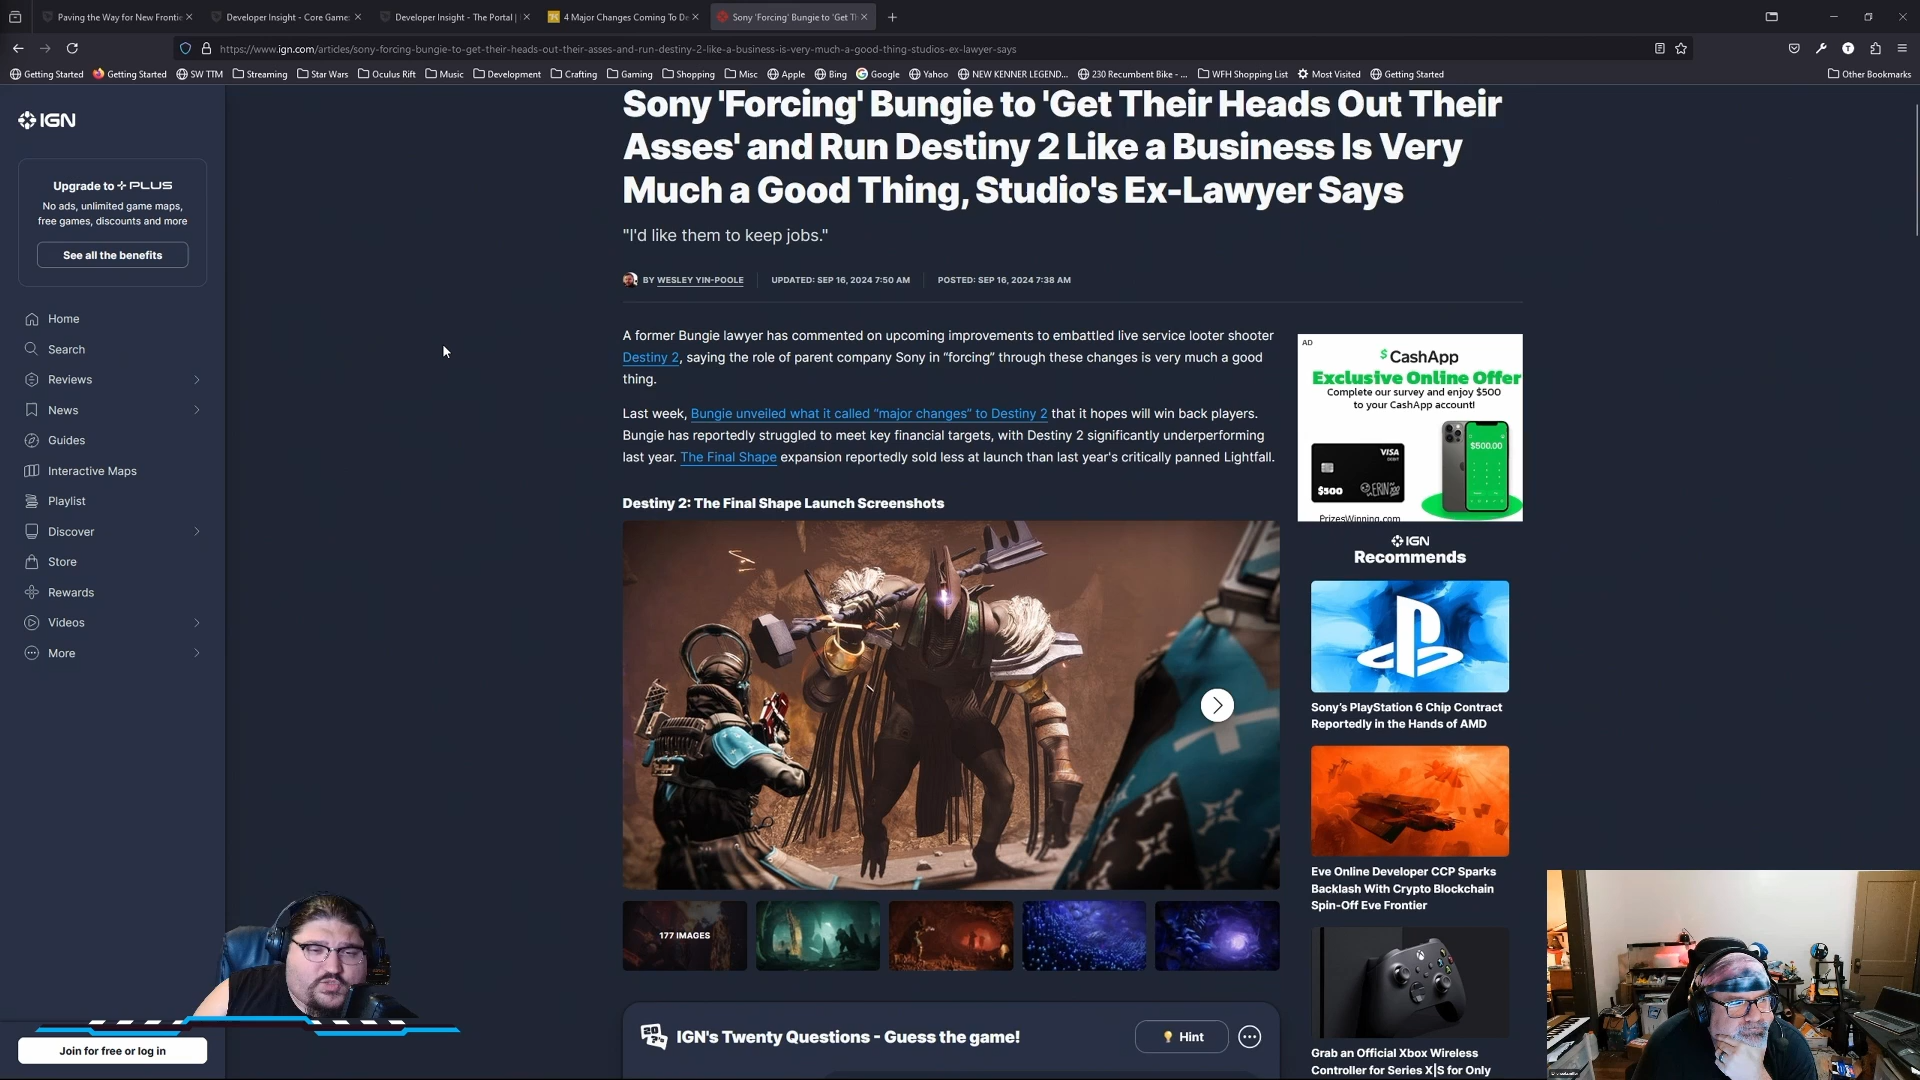 Paving the Way for New Frontie
Developer Insight - Core Game
Developer Insight - The Portal |
4 Major Changes Coming To De
Sony 'Forcing' Bungie to 'Get Th
https://www.ign.com/articles/sony-forcing-bungie-to-get-their-heads-out-their-asses-and-run-destiny-2-like-a-business-is-very-much-a-good-thing-studios-ex-lawyer-says
Getting Started
Getting Started
SW TTM
Streaming
Star Wars
Oculus Rift
Music
Development
Crafting
Gaming
Shopping
Misc
Apple
Bing
Google
Yahoo
NEW KENNER LEGEND...
230 Recumbent Bike - ...
WFH Shopping List
Most Visited
Getting Started
Other Bookmarks
IGN
Upgrade to PLUS
No ads, unlimited game maps,
free games, discounts and more
See all the benefits
Home
Search
Reviews
News
Guides
Interactive Maps
Playlist
Discover
Store
Rewards
Videos
More
Join for free or log in
Sony 'Forcing' Bungie to 'Get Their Heads Out Their
Asses' and Run Destiny 2 Like a Business Is Very
Much a Good Thing, Studio's Ex-Lawyer Says
"I'd like them to keep jobs."
BY WESLEY YIN-POOLE
UPDATED: SEP 16, 2024 7:50 AM
POSTED: SEP 16, 2024 7:38 AM
A former Bungie lawyer has commented on upcoming improvements to embattled live service looter shooter
Destiny 2, saying the role of parent company Sony in “forcing” through these changes is very much a good
thing.
Last week, Bungie unveiled what it called “major changes” to Destiny 2 that it hopes will win back players.
Bungie has reportedly struggled to meet key financial targets, with Destiny 2 significantly underperforming
last year. The Final Shape expansion reportedly sold less at launch than last year's critically panned Lightfall.
Destiny 2: The Final Shape Launch Screenshots
177 IMAGES
IGN's Twenty Questions - Guess the game!
Hint
AD
$ CashApp
Exclusive Online Offer
Complete our survey and enjoy $500
to your CashApp account!
VISA
DEBIT
$500
$500.00
PrizesWinning.com
IGN
Recommends
Sony's PlayStation 6 Chip Contract
Reportedly in the Hands of AMD
Eve Online Developer CCP Sparks
Backlash With Crypto Blockchain
Spin-Off Eve Frontier
Grab an Official Xbox Wireless
Controller for Series X|S for Only